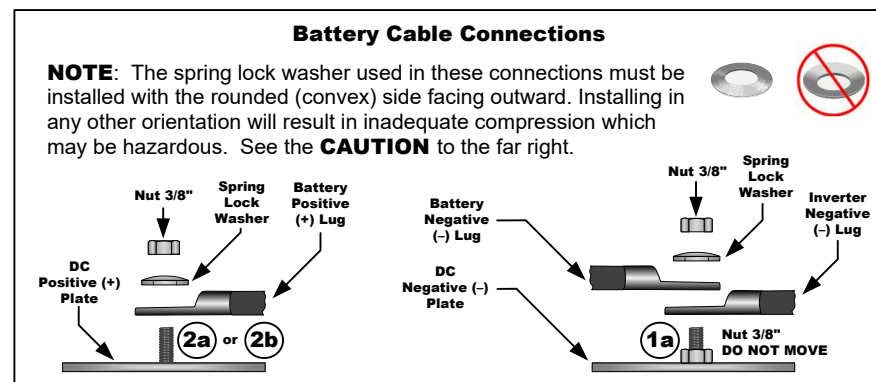 Battery Cable Connections
NOTE: The spring lock washer used in these connections must be
installed with the rounded (convex) side facing outward. Installing in
any other orientation will result in inadequate compression which
may be hazardous. See the CAUTION to the far right.
Nut 3/8"
Spring
Lock
Washer
Battery
Positive
(+) Lug
DC
Positive (+)
Plate
2a or 2b
Battery
Negative
(–) Lug
DC
Negative (–)
Plate
Nut 3/8"
Spring
Lock
Washer
Inverter
Negative
(–) Lug
1a
Nut 3/8"
DO NOT MOVE